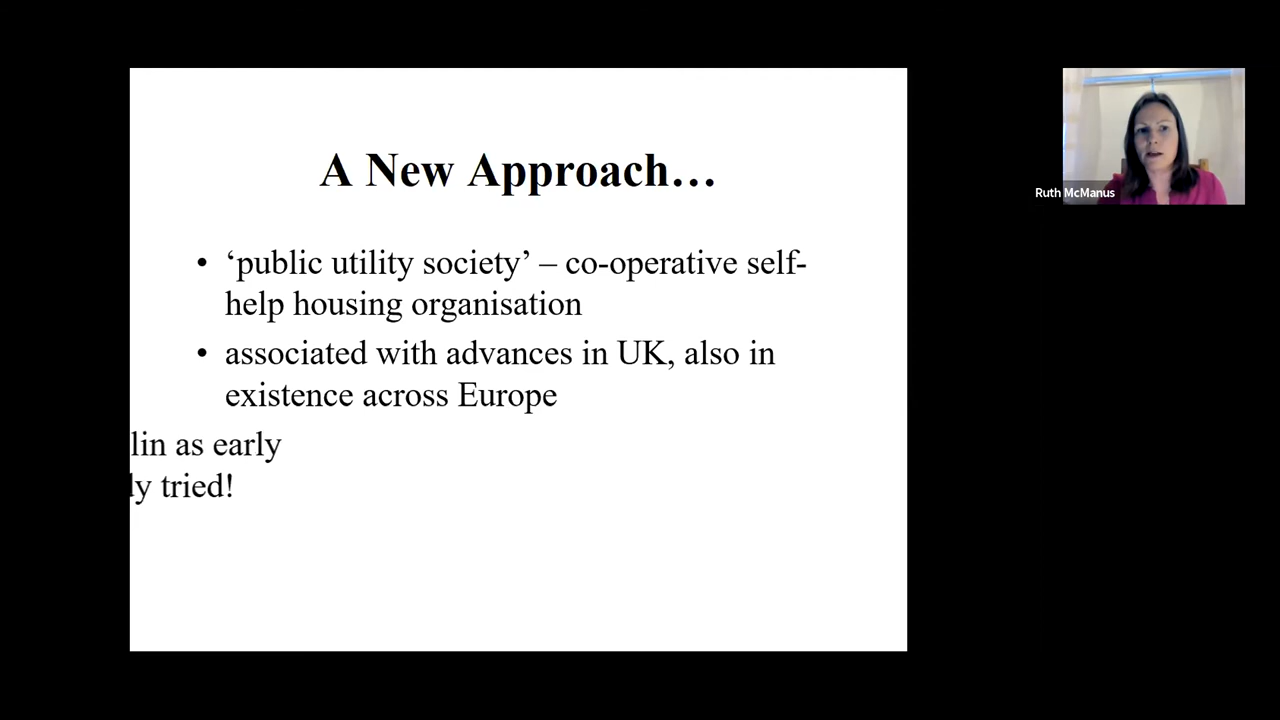 A New Approach…
• ‘public utility society’ – co-operative self-
help housing organisation
• associated with advances in UK, also in
existence across Europe
lin as early
ly tried!
Ruth McManus